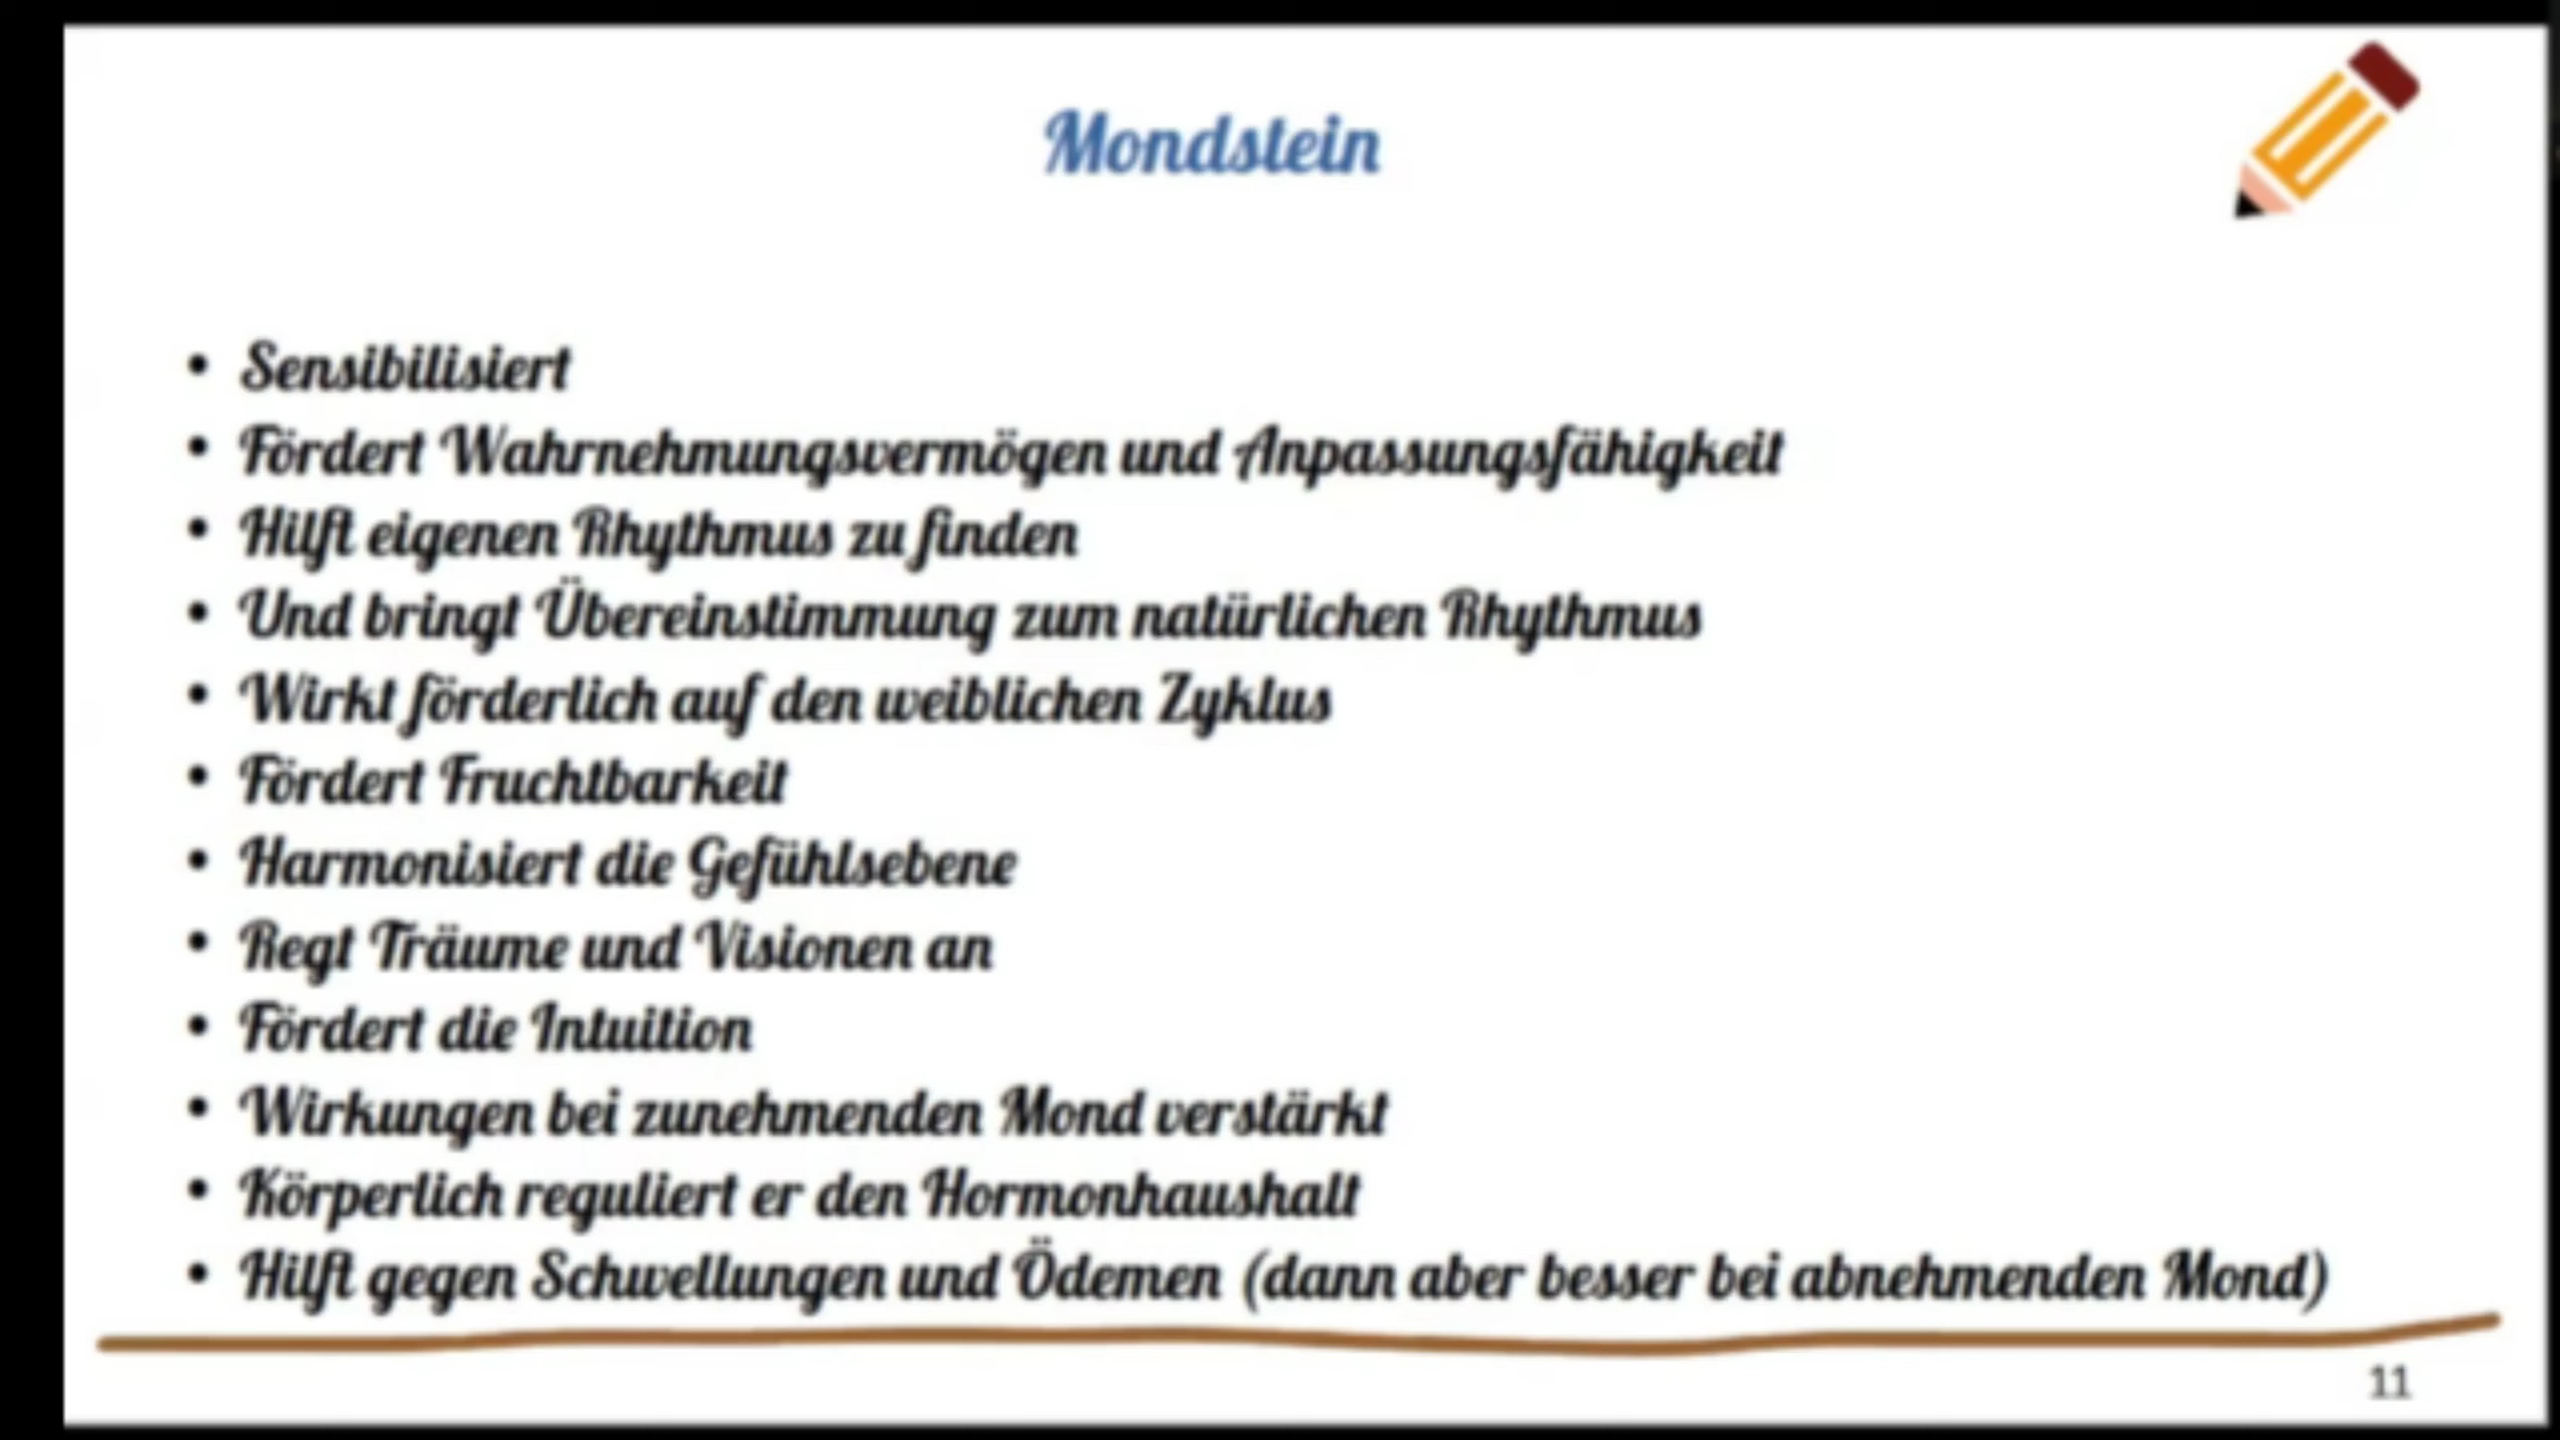 Mondstein
• Sensibilisiert
• Fördert Wahrnehmungsvermögen und Anpassungsfähigkeit
• Hilft eigenen Rhythmus zu finden
• Und bringt Übereinstimmung zum natürlichen Rhythmus
• Wirkt förderlich auf den weiblichen Zyklus
• Fördert Fruchtbarkeit
• Harmonisiert die Gefühlsebene
• Regt Träume und Visionen an
• Fördert die Intuition
• Wirkungen bei zunehmenden Mond verstärkt
• Körperlich reguliert er den Hormonhaushalt
• Hilft gegen Schwellungen und Ödemen (dann aber besser bei abnehmenden Mond)
11